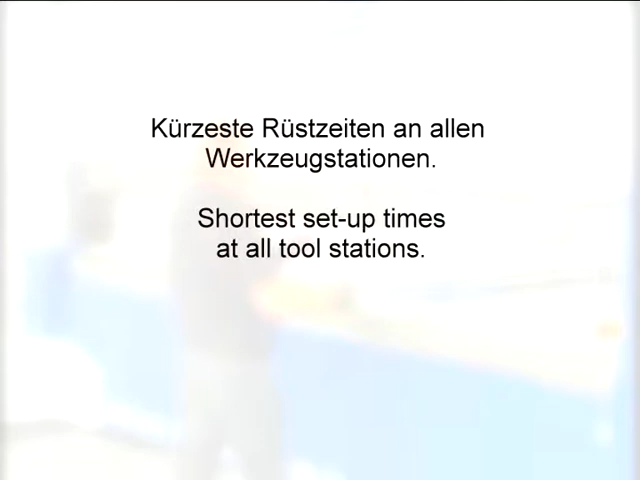 Kürzeste Rüstzeiten an allen
Werkzeugstationen.
Shortest set-up times
at all tool stations.